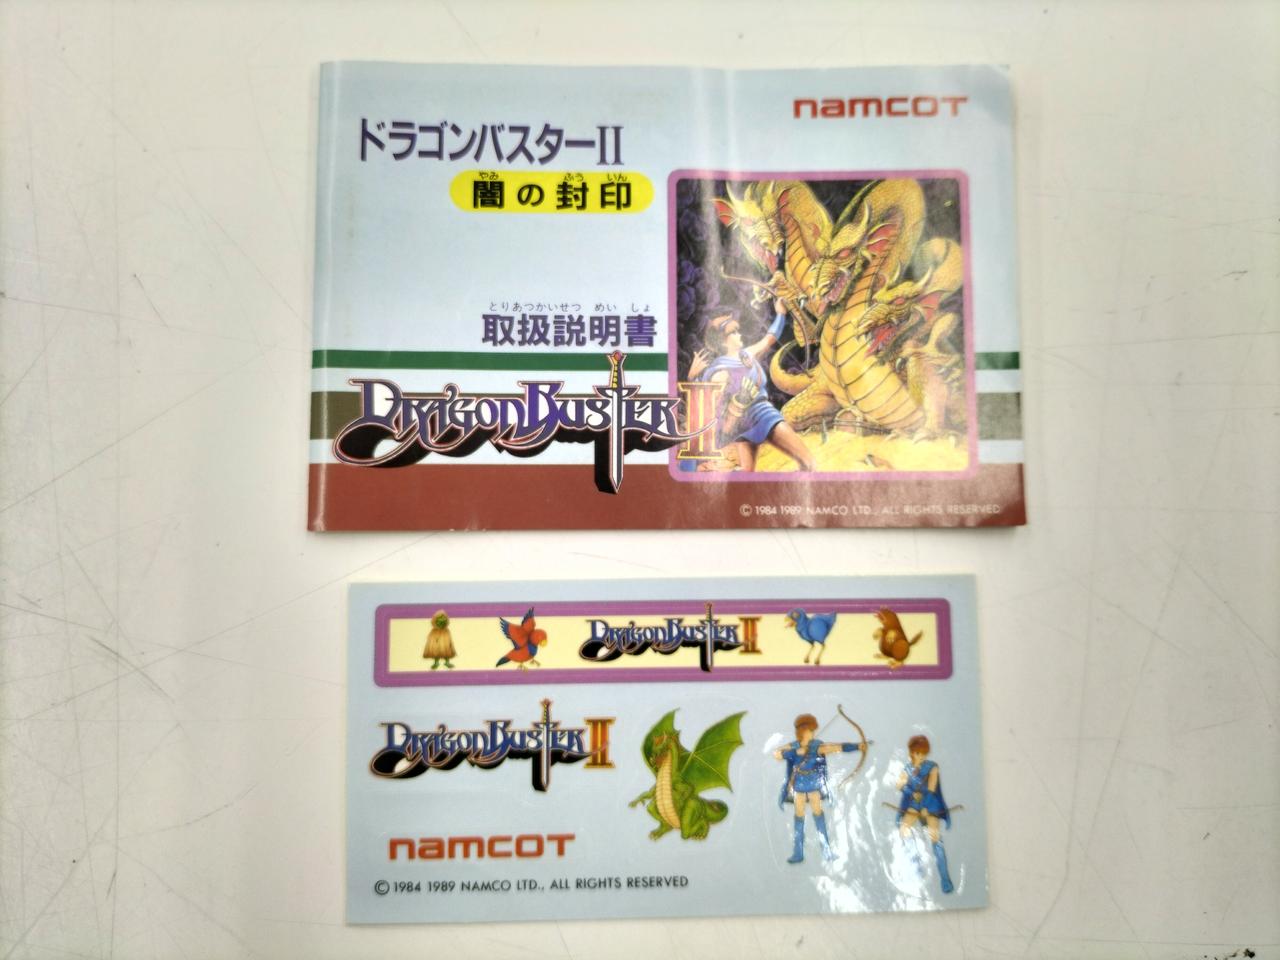 namcot
ドラゴンバスターII
やみ ふう いん
闇の封印
とりあつかいせつ めい しょ
取扱説明書
DRAGON BUSTER II
© 1984 1989 NAMCO LTD., ALL RIGHTS RESERVED
DRAGON BUSTER II
DRAGON BUSTER II
namcot
© 1984 1989 NAMCO LTD., ALL RIGHTS RESERVED